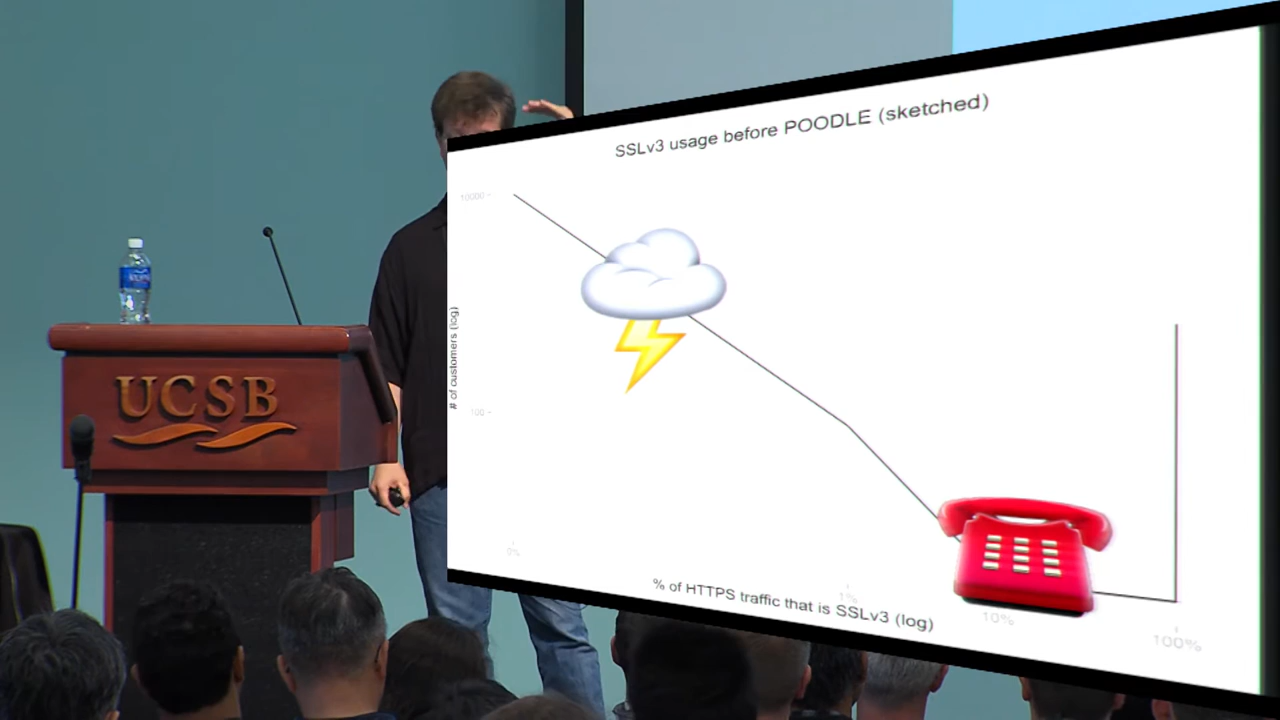 SSLv3 usage before POODLE (sketched)
10000
# of customers (log)
100
0%
1%
10%
100%
% of HTTPS traffic that is SSLv3 (log)
UCSB